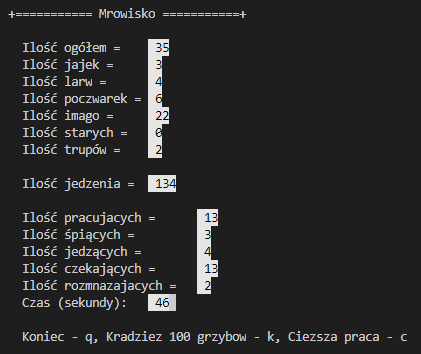 +=========== Mrowisko ===========+
Ilość ogółem = 35
Ilość jajek = 3
Ilość larw = 4
Ilość poczwarek = 6
Ilość imago = 22
Ilość starych = 0
Ilość trupów = 2
Ilość jedzenia = 134
Ilość pracujacych = 13
Ilość śpiących = 3
Ilość jedzących = 4
Ilość czekających = 13
Ilość rozmnazajacych = 2
Czas (sekundy): 46
Koniec - q, Kradziez 100 grzybow - k, Ciezsza praca - c